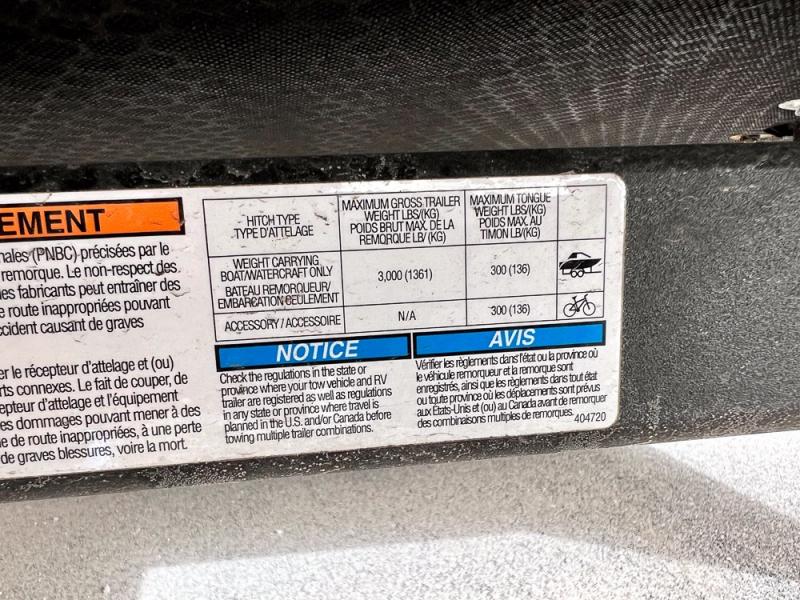 EMENT
nales (PNBC) précisées par le
remorque. Le non-respect des
es fabricants peut entraîner des
e route inappropriées pouvant
ccident causant de graves
er le récepteur d'attelage et (ou)
rts connexes. Le fait de couper, de
epteur d'attelage et l'équipement
es dommages pouvant mener à des
e de route inappropriées, à une perte
de graves blessures, voire la mort.
HITCH TYPE
TYPE D'ATTELAGE
MAXIMUM GROSS TRAILER
WEIGHT LBS/(KG)
POIDS BRUT MAX. DE LA
REMORQUE LB/ (KG)
MAXIMUM TONGUE
WEIGHT LBS/(KG)
POIDS MAX. AU
TIMON LB/(KG)
WEIGHT CARRYING
BOAT/WATERCRAFT ONLY
BATEAU REMORQUEUR/
EMBARCATION SEULEMENT
3,000 (1361)
300 (136)
ACCESSORY / ACCESSOIRE
N/A
300 (136)
NOTICE
Check the regulations in the state or
province where your tow vehicle and RV
trailer are registered as well as regulations
in any state or province where travel is
planned in the U.S. and/or Canada before
towing multiple trailer combinations.
AVIS
Vérifier les règlements dans l'état ou la province où
le véhicule remorqueur et la remorque sont
enregistrés, ainsi que les règlements dans tout état
ou toute province où les déplacements sont prévus
aux États-Unis et (ou) au Canada avant de remorquer
des combinaisons multiples de remorques.
404720